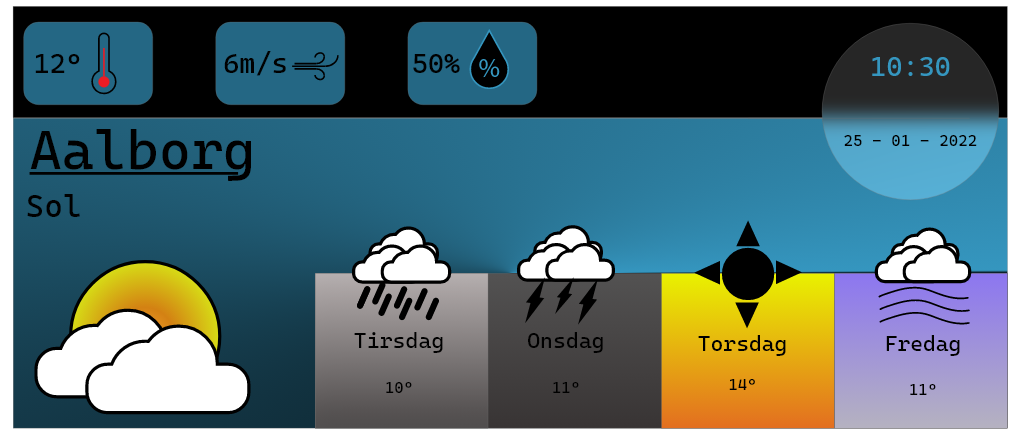 12°
6m/s
50%
%
10:30
25 - 01 - 2022
Aalborg
Sol
Tirsdag
10°
Onsdag
11°
Torsdag
14°
Fredag
11°